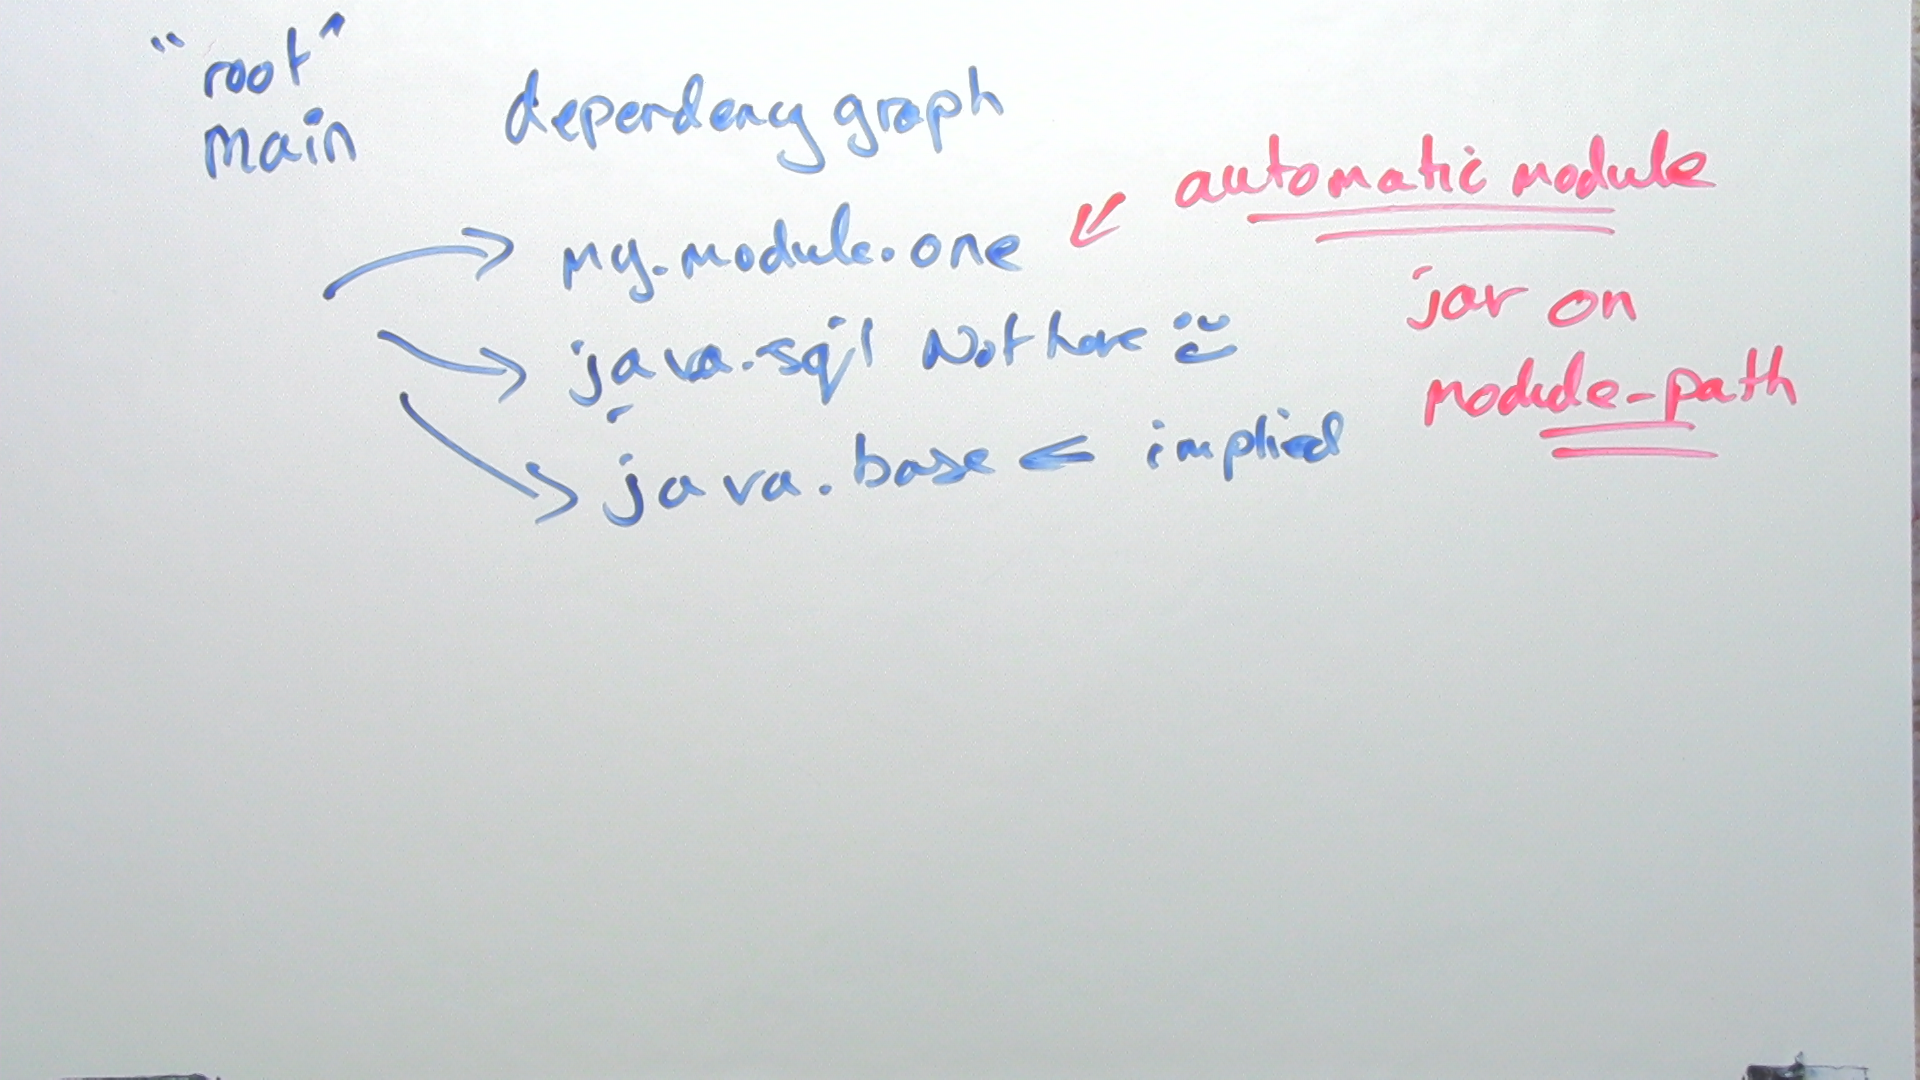 "root"
main
dependency graph
my.module.one
java.sql Not here
java.base ← implied
automatic module
jar on
module-path